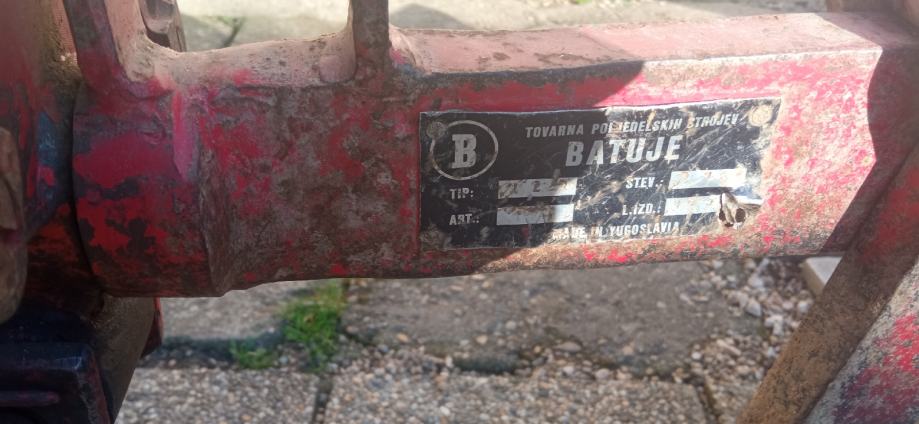 B
TOVARNA POLJEDELSKIH STROJEV
BATUJE
TIP: STEV.:
ART.: L.IZD.:
MADE IN YUGOSLAVIA